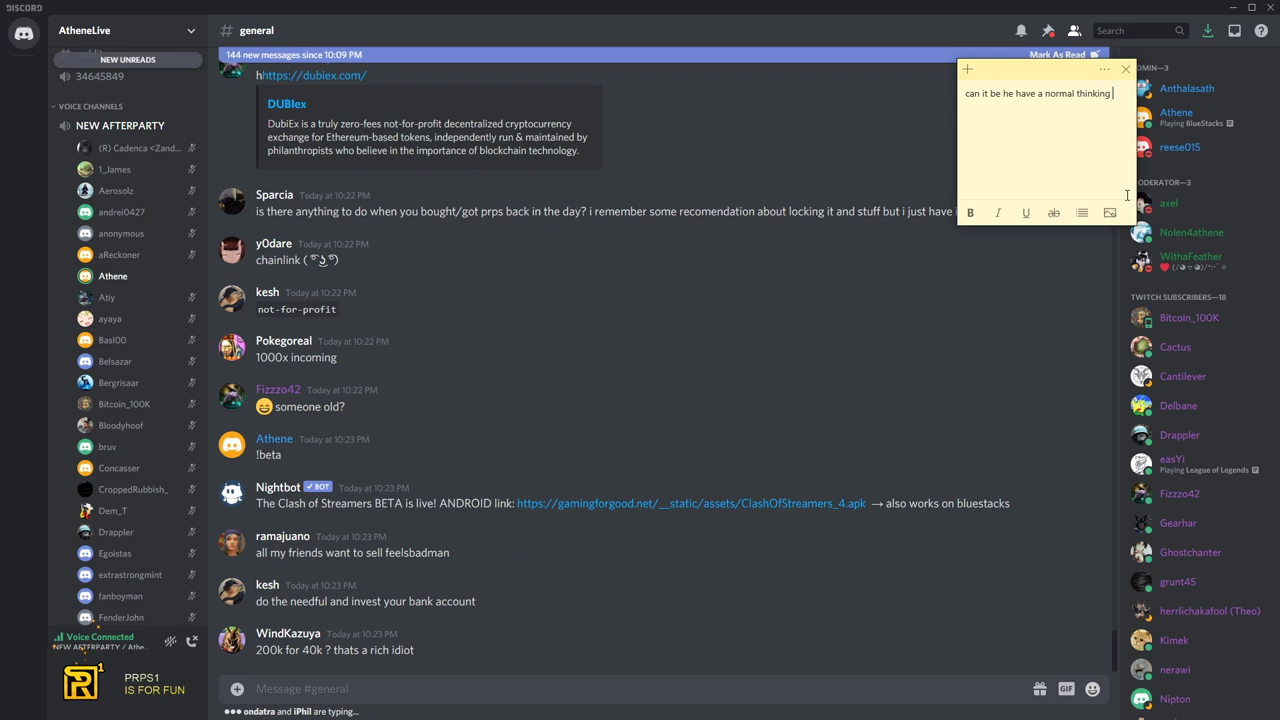 DISCORD
AtheneLive
general
Search
NEW UNREADS
34645849
VOICE CHANNELS
NEW AFTERPARTY
(R) Cadenca <Zand...
1_James
Aerosolz
andrei0427
anonymous
aReckoner
Athene
Atiy
ayaya
Basl00
Belsazar
Bergrisaar
Bitcoin_100K
Bloodyhoof
bruv
Concasser
CroppedRubbish_
Dem_T
Drappler
Egoistas
extrastrongmint
fanboyman
FenderJohn
Voice Connected
NEW AFTERPARTY / Athe...
R1
PRPS1
IS FOR FUN
144 new messages since 10:09 PM
Mark As Read
hhttps://dubiex.com/
DUBIex
DubiEx is a truly zero-fees not-for-profit decentralized cryptocurrency
exchange for Ethereum-based tokens, independently run & maintained by
philanthropists who believe in the importance of blockchain technology.
Sparcia Today at 10:22 PM
is there anything to do when you bought/got prps back in the day? i remember some recomendation about locking it and stuff but i just have i
y0dare Today at 10:22 PM
chainlink ( ͡° ͜ʖ ͡°)
kesh Today at 10:22 PM
not-for-profit
Pokegoreal Today at 10:22 PM
1000x incoming
Fizzzo42 Today at 10:22 PM
😄 someone old?
Athene Today at 10:23 PM
!beta
Nightbot ✓ BOT Today at 10:23 PM
The Clash of Streamers BETA is live! ANDROID link: https://gamingforgood.net/__static/assets/ClashOfStreamers_4.apk → also works on bluestacks
ramajuano Today at 10:23 PM
all my friends want to sell feelsbadman
kesh Today at 10:23 PM
do the needful and invest your bank account
WindKazuya Today at 10:23 PM
200k for 40k ? thats a rich idiot
Message #general
GIF
ondatra and iPhil are typing...
can it be he have a normal thinking
B I U ab
DMIN—3
Anthalasath
Athene
Playing BlueStacks
reese015
ODERATOR—3
axel
Nolen4athene
WithaFeather
TWITCH SUBSCRIBERS—18
Bitcoin_100K
Cactus
Cantilever
Delbane
Drappler
easYi
Playing League of Legends
Fizzzo42
Gearhar
Ghostchanter
grunt45
herrlichakafool (Theo)
Kimek
nerawi
Nipton